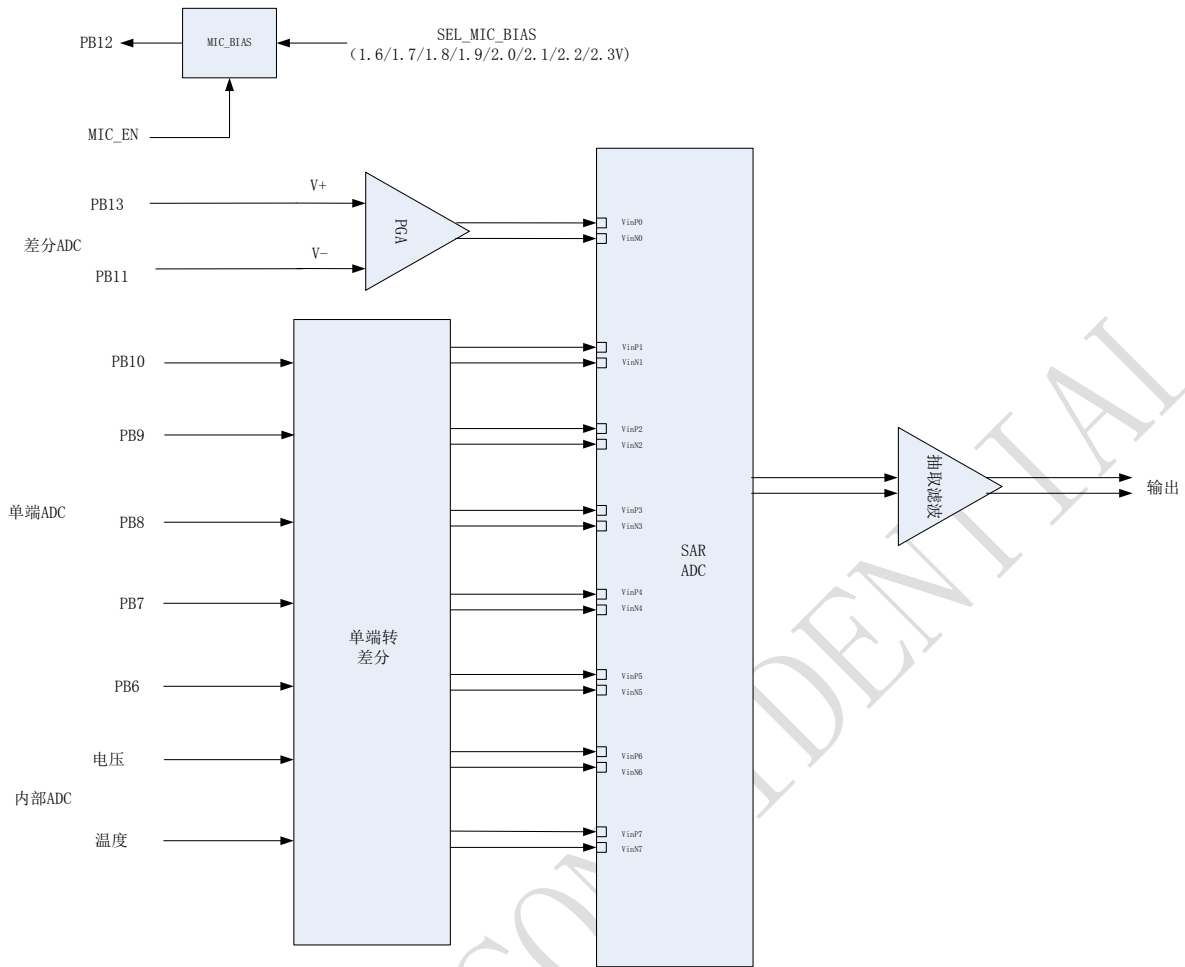 SEL_MIC_BIAS
PB12
MIC_BIAS
(1.6/1.7/1.8/1.9/2.0/2.1/2.2/2.3V)
MIC_EN
V+
PB13
PGA
VinP0
VinN0
差分ADC
V-
PB11
PB10
VinP1
VinN1
PB9
VinP2
VinN2
单端ADC
PB8
VinP3
VinN3
抽取滤波
输出
SAR
ADC
PB7
VinP4
VinN4
单端转
差分
PB6
VinP5
VinN5
电压
VinP6
VinN6
内部ADC
温度
VinP7
VinN7
CON
IDENTIAL